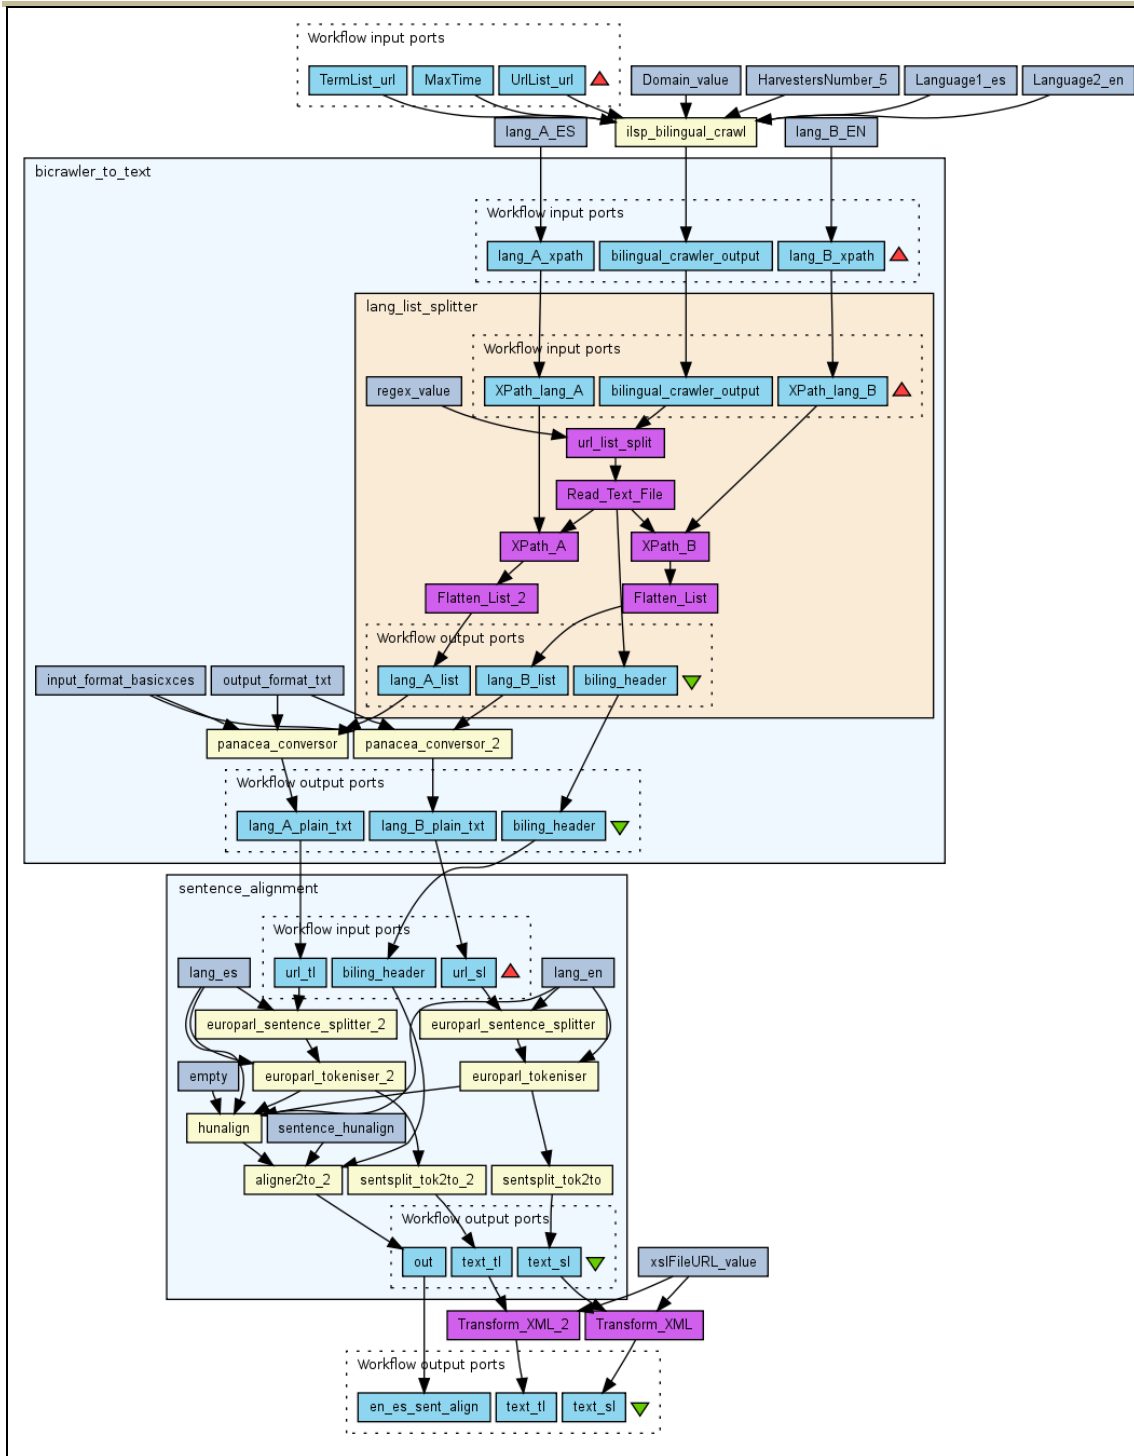 Workflow input ports
TermList_url MaxTime UrlList_url Domain_value HarvestersNumber_5 Language1_es Language2_en
lang_A_ES ilsp_bilingual_crawl lang_B_EN
bicrawler_to_text
Workflow input ports
lang_A_xpath bilingual_crawler_output lang_B_xpath
lang_list_splitter
Workflow input ports
regex_value XPath_lang_A bilingual_crawler_output XPath_lang_B
url_list_split
Read_Text_File
XPath_A XPath_B
Flatten_List_2 Flatten_List
Workflow output ports
input_format_basicxces output_format_txt lang_A_list lang_B_list biling_header
panacea_conversor panacea_conversor_2
Workflow output ports
lang_A_plain_txt lang_B_plain_txt biling_header
sentence_alignment
Workflow input ports
lang_es url_tl biling_header url_sl lang_en
europarl_sentence_splitter_2 europarl_sentence_splitter
empty europarl_tokeniser_2 europarl_tokeniser
hunalign sentence_hunalign
aligner2to_2 sentsplit_tok2to_2 sentsplit_tok2to
Workflow output ports
out text_tl text_sl xslFileURL_value
Transform_XML_2 Transform_XML
Workflow output ports
en_es_sent_align text_tl text_sl